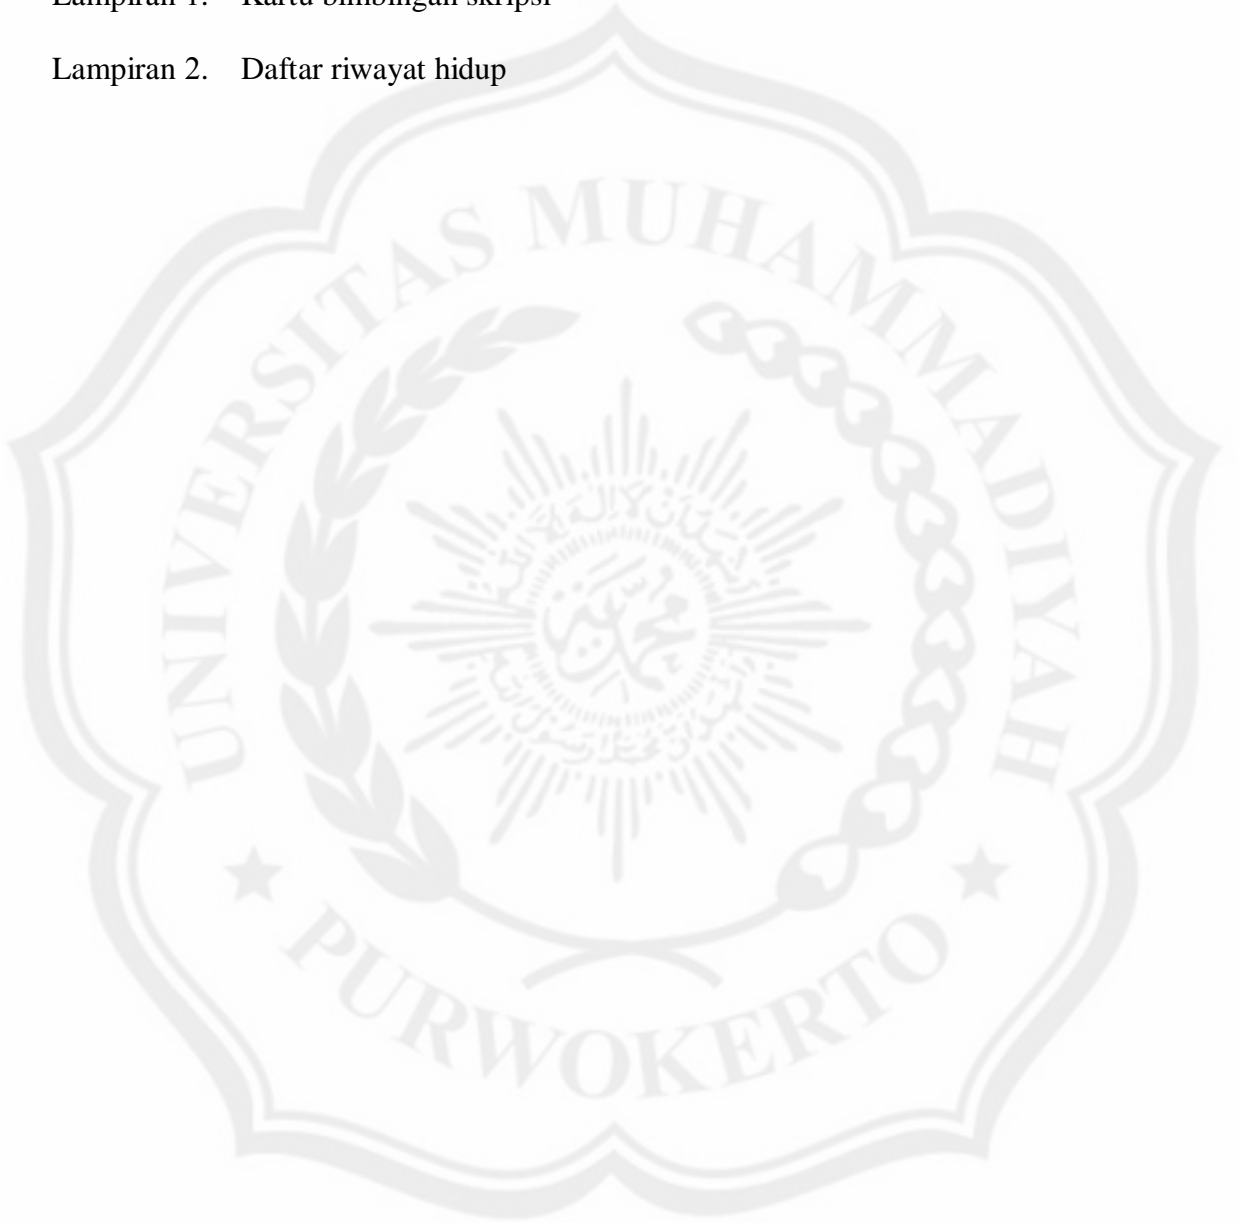 Lampiran 1. Kartu bimbingan skripsi
Lampiran 2. Daftar riwayat hidup
UNIVERSITAS MUHAMMADIYAH
PURWOKERTO